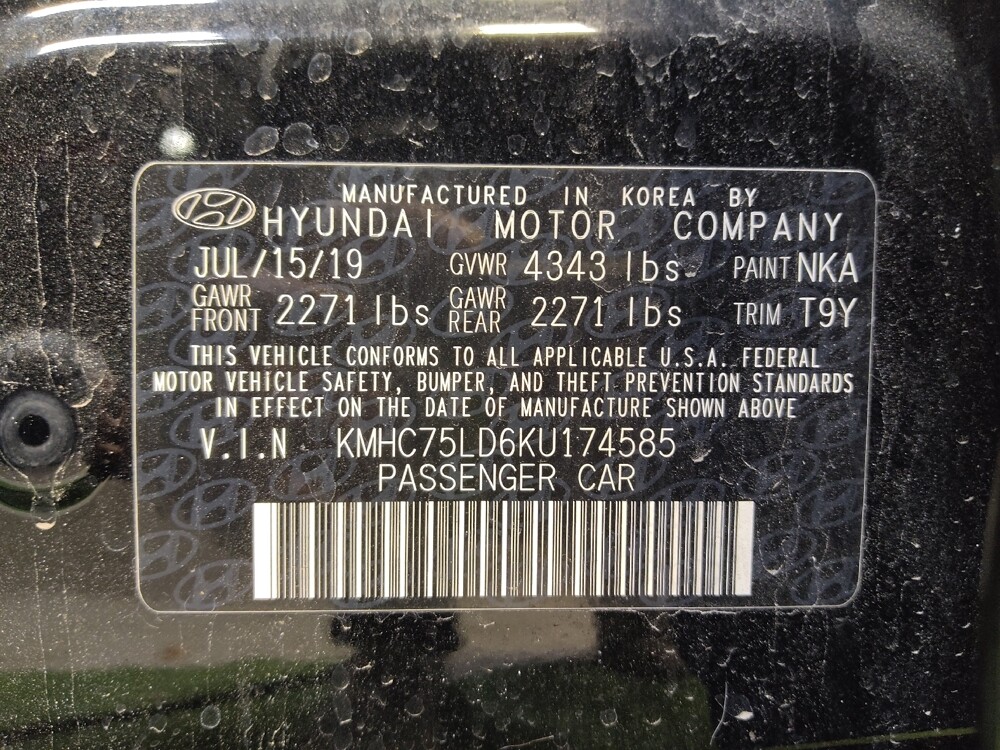 MANUFACTURED IN KOREA BY
HYUNDAI MOTOR COMPANY
JUL/15/19 GVWR 4343 lbs PAINT NKA
GAWR FRONT 2271 lbs GAWR REAR 2271 lbs TRIM T9Y
THIS VEHICLE CONFORMS TO ALL APPLICABLE U.S.A. FEDERAL
MOTOR VEHICLE SAFETY, BUMPER, AND THEFT PREVENTION STANDARDS
IN EFFECT ON THE DATE OF MANUFACTURE SHOWN ABOVE
V.I.N KMHC75LD6KU174585
PASSENGER CAR